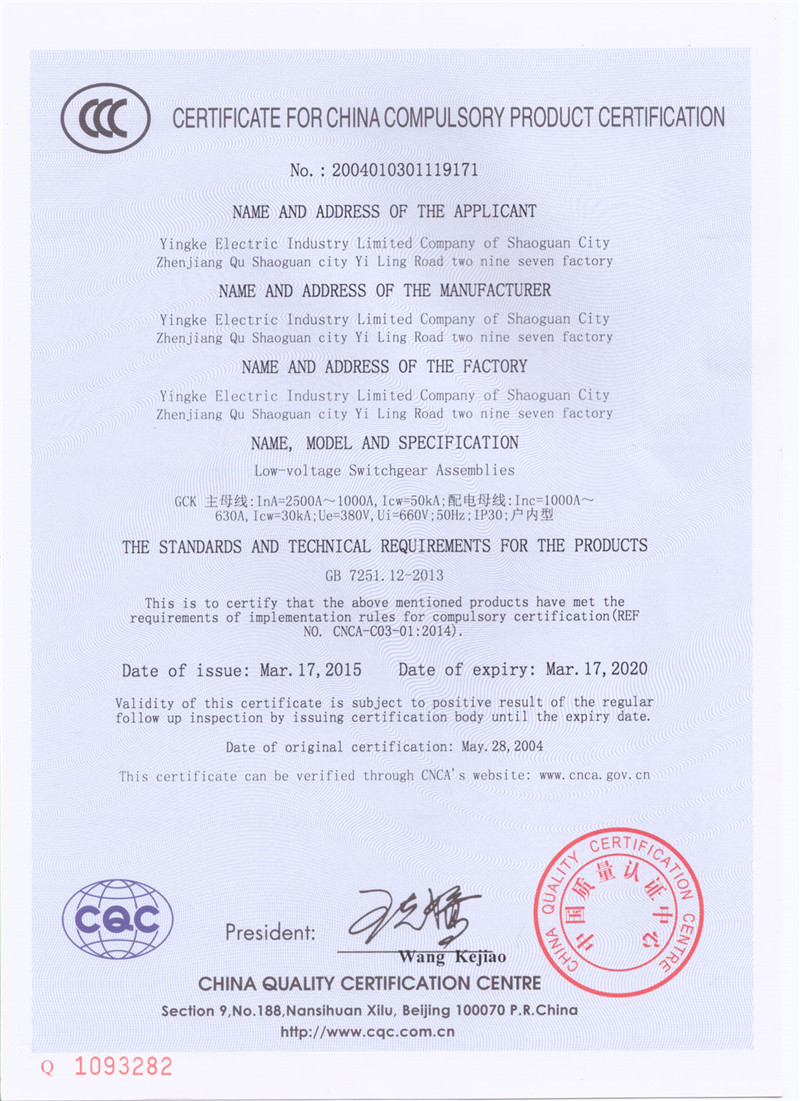 CCC
CERTIFICATE FOR CHINA COMPULSORY PRODUCT CERTIFICATION
No.: 2004010301119171
NAME AND ADDRESS OF THE APPLICANT
Yingke Electric Industry Limited Company of Shaoguan City
Zhenjiang Qu Shaoguan city Yi Ling Road two nine seven factory
NAME AND ADDRESS OF THE MANUFACTURER
Yingke Electric Industry Limited Company of Shaoguan City
Zhenjiang Qu Shaoguan city Yi Ling Road two nine seven factory
NAME AND ADDRESS OF THE FACTORY
Yingke Electric Industry Limited Company of Shaoguan City
Zhenjiang Qu Shaoguan city Yi Ling Road two nine seven factory
NAME, MODEL AND SPECIFICATION
Low-voltage Switchgear Assemblies
GCK 主母线:InA=2500A～1000A,Icw=50kA;配电母线:Inc=1000A～
630A,Icw=30kA;Ue=380V,Ui=660V;50Hz;IP30;户内型
THE STANDARDS AND TECHNICAL REQUIREMENTS FOR THE PRODUCTS
GB 7251.12-2013
This is to certify that the above mentioned products have met the
requirements of implementation rules for compulsory certification(REF
NO. CNCA-C03-01:2014).
Date of issue: Mar.17,2015 Date of expiry: Mar.17,2020
Validity of this certificate is subject to positive result of the regular
follow up inspection by issuing certification body until the expiry date.
Date of original certification: May.28,2004
This certificate can be verified through CNCA's website: www.cnca.gov.cn
CHINA QUALITY CERTIFICATION CENTRE
中国质量认证中心
CQC
President:
Wang Kejiao
CHINA QUALITY CERTIFICATION CENTRE
Section 9,No.188,Nansihuan Xilu, Beijing 100070 P.R.China
http://www.cqc.com.cn
Q 1093282